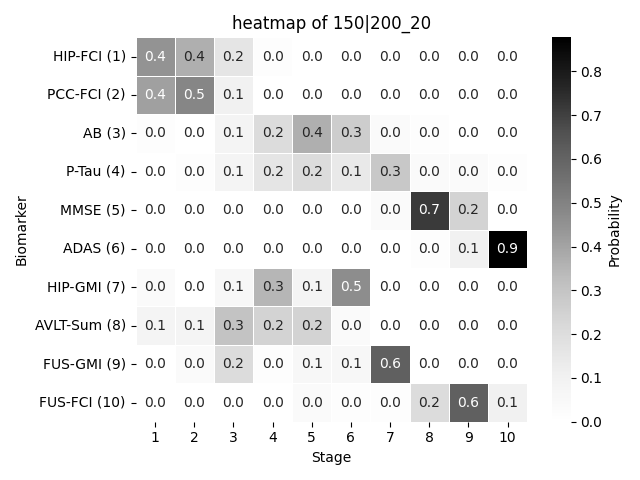 heatmap of 150|200_20
HIP-FCI (1) 0.4 0.4 0.2 0.0 0.0 0.0 0.0 0.0 0.0 0.0
PCC-FCI (2) 0.4 0.5 0.1 0.0 0.0 0.0 0.0 0.0 0.0 0.0
AB (3) 0.0 0.0 0.1 0.2 0.4 0.3 0.0 0.0 0.0 0.0
P-Tau (4) 0.0 0.0 0.1 0.2 0.2 0.1 0.3 0.0 0.0 0.0
MMSE (5) 0.0 0.0 0.0 0.0 0.0 0.0 0.0 0.7 0.2 0.0
ADAS (6) 0.0 0.0 0.0 0.0 0.0 0.0 0.0 0.0 0.1 0.9
HIP-GMI (7) 0.0 0.0 0.1 0.3 0.1 0.5 0.0 0.0 0.0 0.0
AVLT-Sum (8) 0.1 0.1 0.3 0.2 0.2 0.0 0.0 0.0 0.0 0.0
FUS-GMI (9) 0.0 0.0 0.2 0.0 0.1 0.1 0.6 0.0 0.0 0.0
FUS-FCI (10) 0.0 0.0 0.0 0.0 0.0 0.0 0.0 0.2 0.6 0.1
1 2 3 4 5 6 7 8 9 10
Stage
Biomarker
0.8
0.7
0.6
0.5
0.4
0.3
0.2
0.1
0.0
Probability